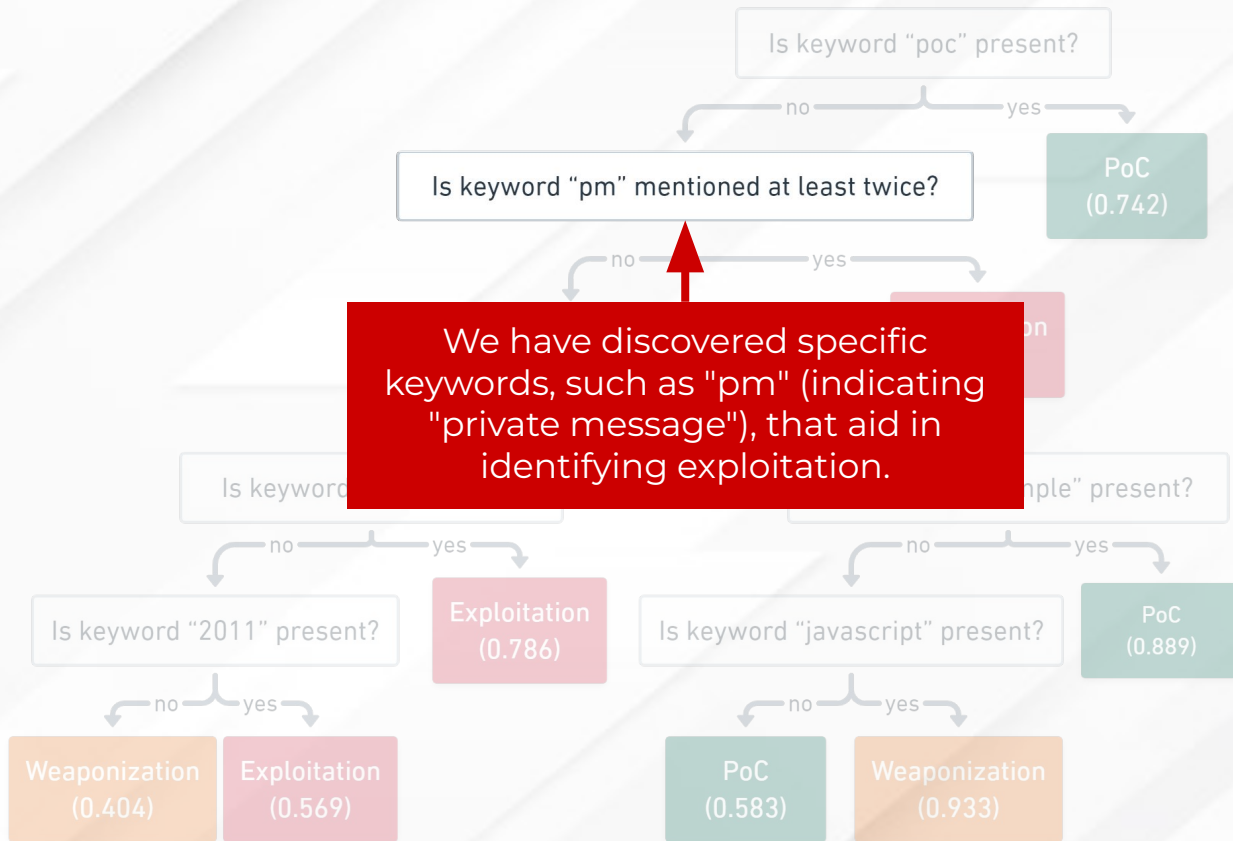 Is keyword “poc” present?
no
yes
PoC
(0.742)
Is keyword “pm” mentioned at least twice?
no
yes
on
We have discovered specific
keywords, such as "pm" (indicating
"private message"), that aid in
identifying exploitation.
Is keyword
mple” present?
no
yes
no
yes
Is keyword “2011” present?
Exploitation
(0.786)
Is keyword “javascript” present?
PoC
(0.889)
no
yes
no
yes
Weaponization
(0.404)
Exploitation
(0.569)
PoC
(0.583)
Weaponization
(0.933)